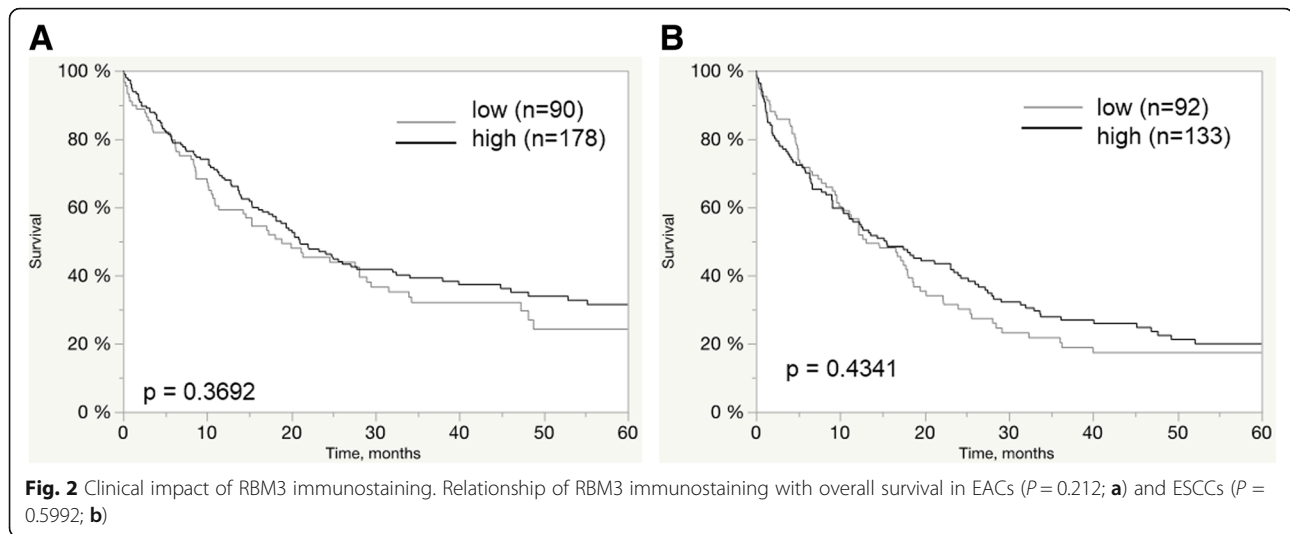 A
100 %
80 %
60 %
40 %
20 %
0 %
Survival
low (n=90)
high (n=178)
p = 0.3692
0 10 20 30 40 50 60
Time, months
B
100 %
80 %
60 %
40 %
20 %
0 %
Survival
low (n=92)
high (n=133)
p = 0.4341
0 10 20 30 40 50 60
Time, months
Fig. 2 Clinical impact of RBM3 immunostaining. Relationship of RBM3 immunostaining with overall survival in EACs (P = 0.212; a) and ESCCs (P =
0.5992; b)